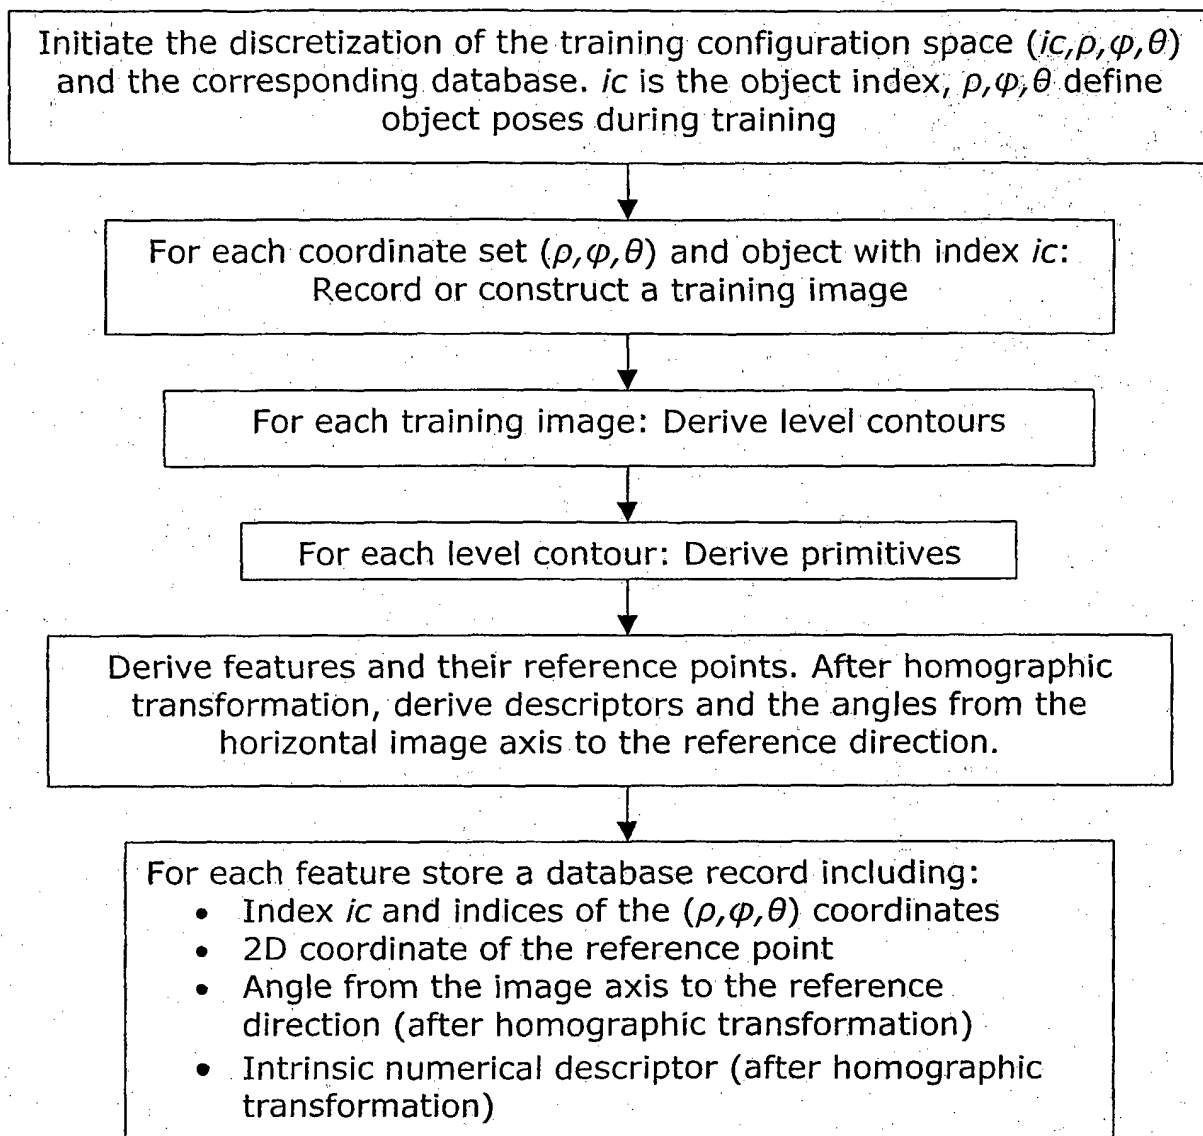 Initiate the discretization of the training configuration space (ic,ρ,φ,θ)
and the corresponding database. ic is the object index, ρ,φ,θ define
object poses during training
For each coordinate set (ρ,φ,θ) and object with index ic:
Record or construct a training image
For each training image: Derive level contours
For each level contour: Derive primitives
Derive features and their reference points. After homographic
transformation, derive descriptors and the angles from the
horizontal image axis to the reference direction.
For each feature store a database record including:
• Index ic and indices of the (ρ,φ,θ) coordinates
• 2D coordinate of the reference point
• Angle from the image axis to the reference
direction (after homographic transformation)
• Intrinsic numerical descriptor (after homographic
transformation)